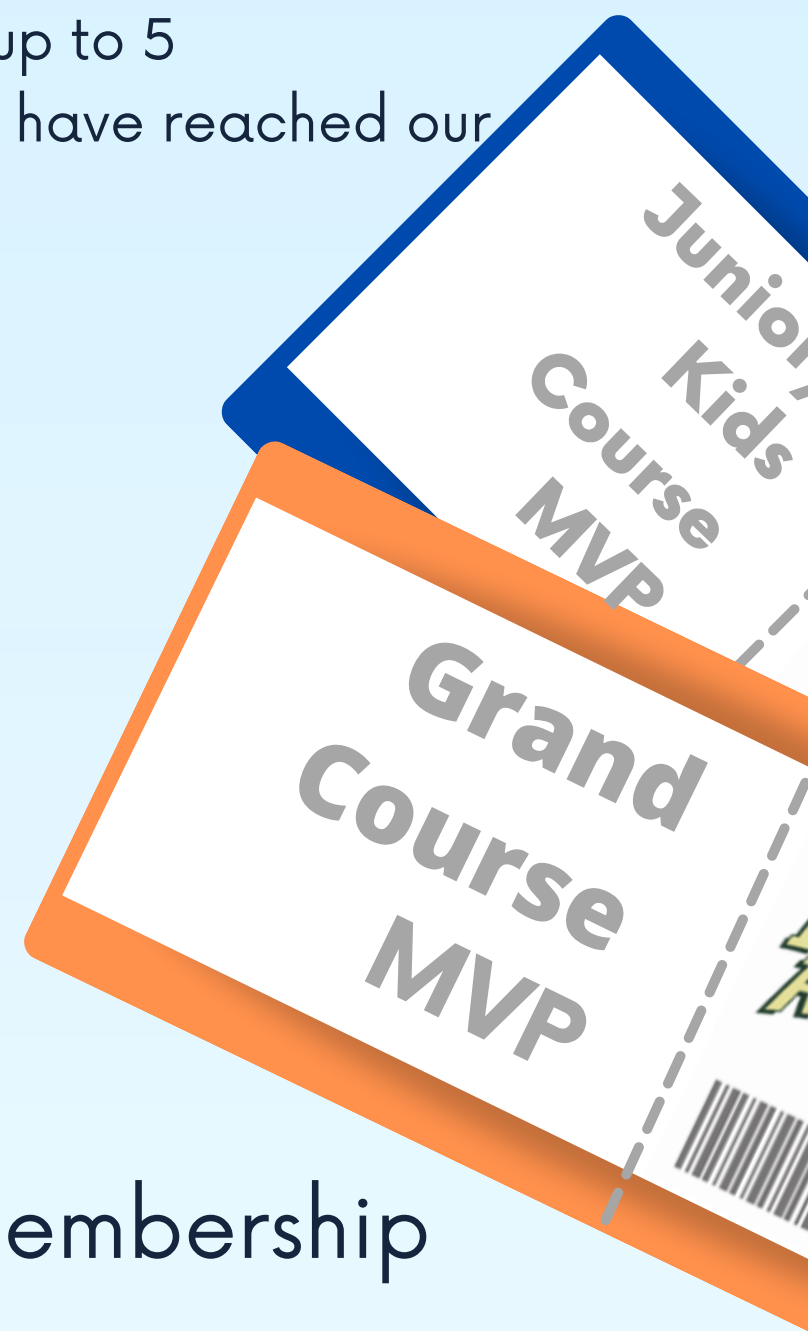 up to 5
have reached our
Junior
Kids
Course
MVP
Grand
Course
MVP
embership